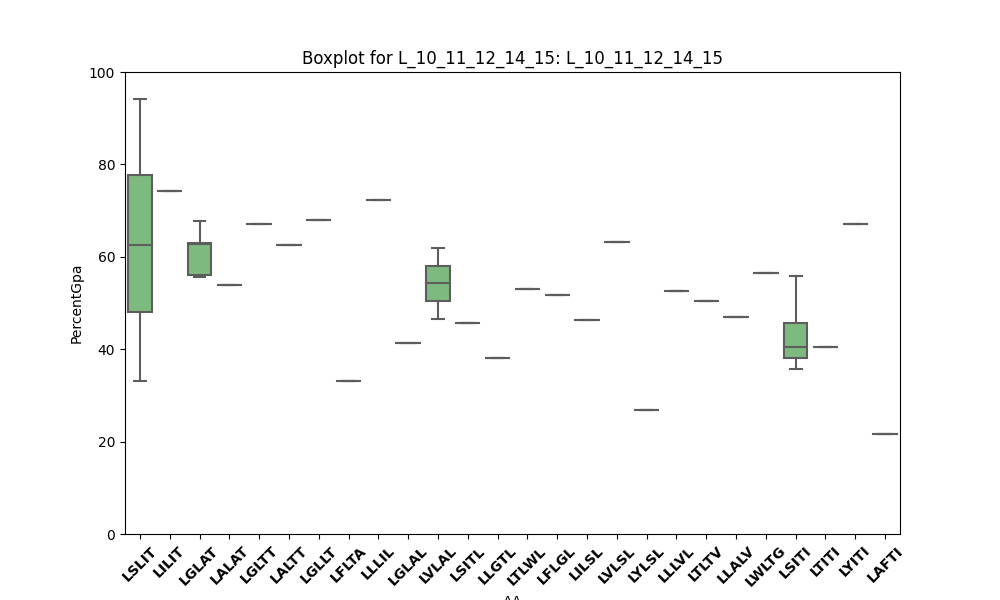 Boxplot for L_10_11_12_14_15: L_10_11_12_14_15
PercentGpa
100
80
60
40
20
0
LSLIT
LILIT
LGLAT
LALAT
LGLTT
LALTT
LGLLT
LFLTA
LLLIL
LGLAL
LVLAL
LSITL
LLGTL
LTLWL
LFLGL
LILSL
LVLSL
LYLSL
LLLVL
LTLTV
LLALV
LWLTG
LSITI
LTITI
LYITI
LAFTI